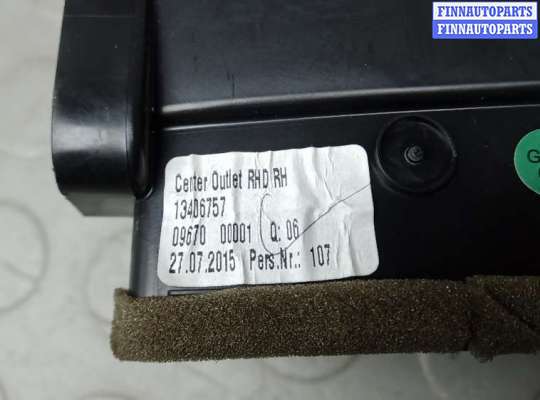 FINNAUTOPARTS
FINNAUTOPARTS
Center Outlet RHD RH
13406757
09670 00001 Q: 06
27.07.2015 Pers.Nr.: 107
G